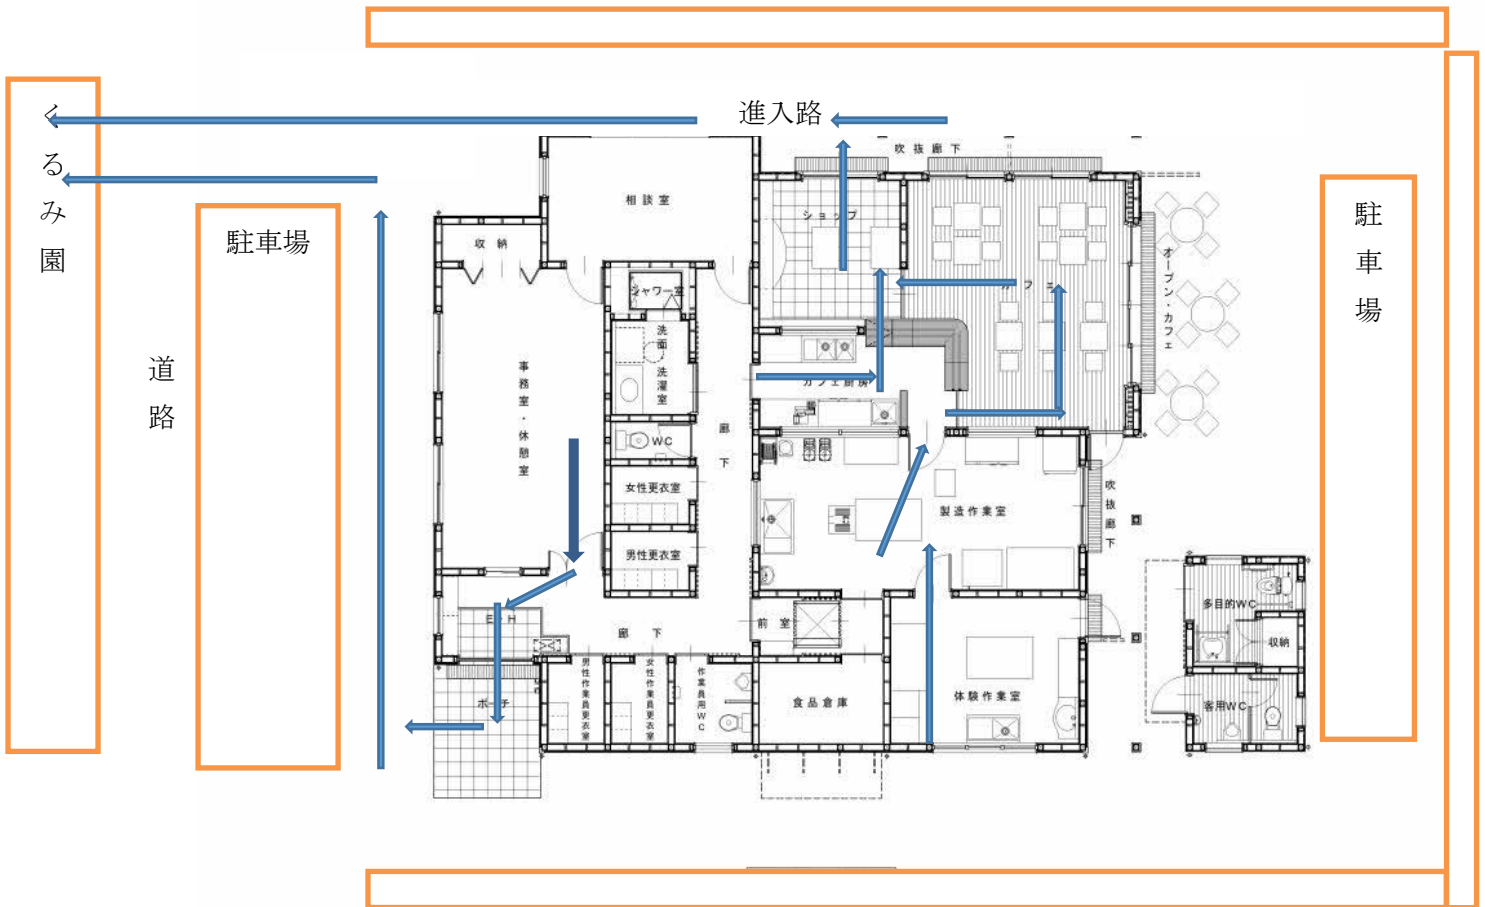 くるみ園
進入路
吹抜廊下
相談室
ショップ
収納
駐車場
駐車場
シャワー室
カフェ
オープン・カフェ
洗面・洗濯室
道路
事務室・休憩室
カフェ厨房
廊下
WC
女性更衣室
製造作業室
吹抜廊下
男性更衣室
多目的WC
前室
廊下
収納
ポーチ
男性作業員更衣室
女性作業員更衣室
作業員用WC
食品倉庫
体験作業室
客用WC